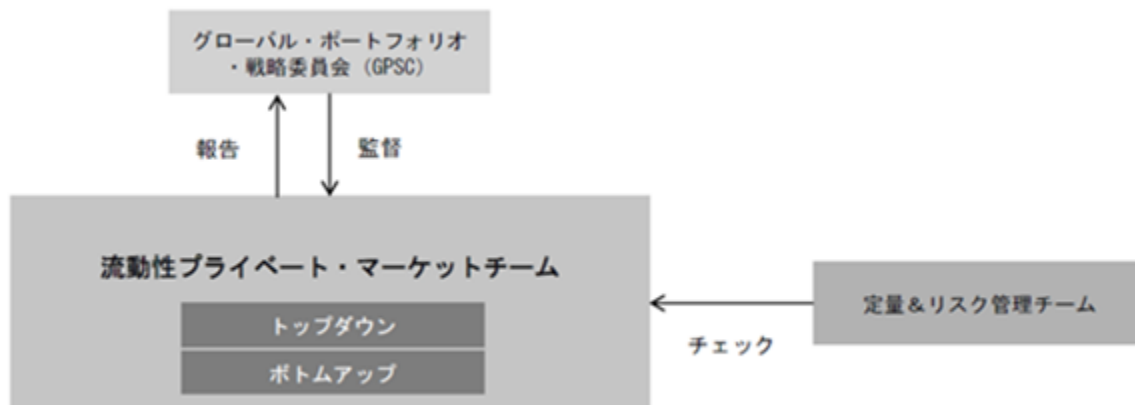 グローバル・ポートフォリオ
・戦略委員会（GPSC）
報告
監督
流動性プライベート・マーケットチーム
トップダウン
ボトムアップ
定量＆リスク管理チーム
チェック